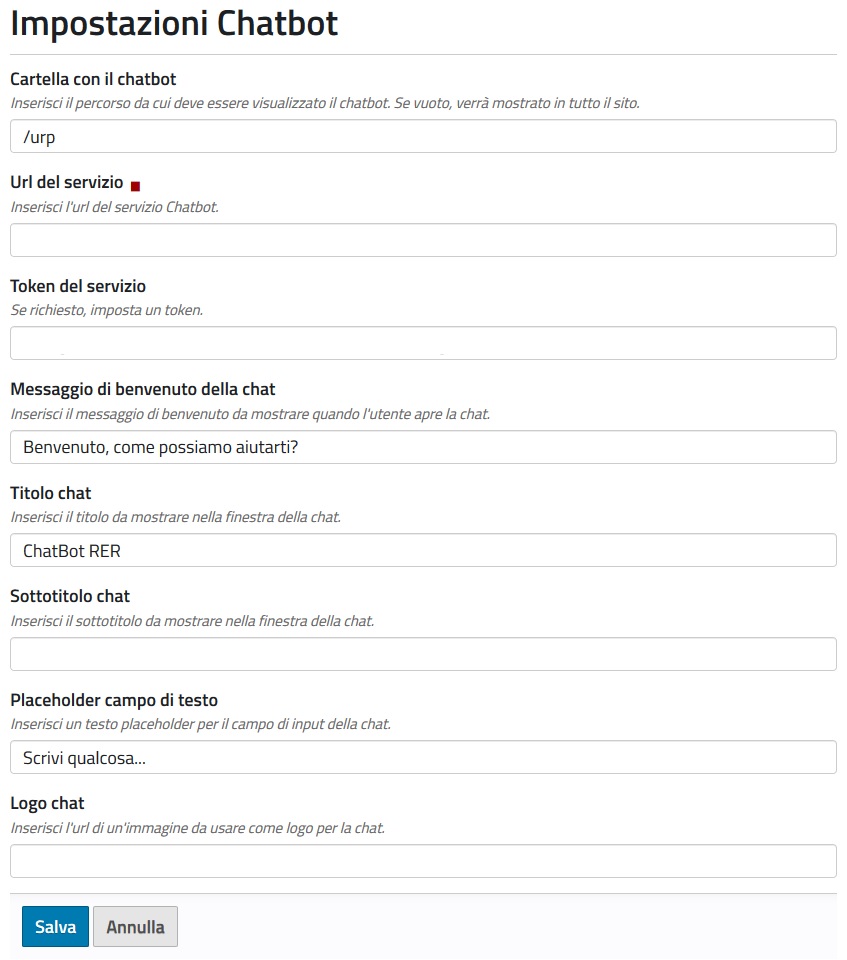 Impostazioni Chatbot
Cartella con il chatbot
Inserisci il percorso da cui deve essere visualizzato il chatbot. Se vuoto, verrà mostrato in tutto il sito.
/urp
Url del servizio
Inserisci l'url del servizio Chatbot.
Token del servizio
Se richiesto, imposta un token.
Messaggio di benvenuto della chat
Inserisci il messaggio di benvenuto da mostrare quando l'utente apre la chat.
Benvenuto, come possiamo aiutarti?
Titolo chat
Inserisci il titolo da mostrare nella finestra della chat.
ChatBot RER
Sottotitolo chat
Inserisci il sottotitolo da mostrare nella finestra della chat.
Placeholder campo di testo
Inserisci un testo placeholder per il campo di input della chat.
Scrivi qualcosa...
Logo chat
Inserisci l'url di un'immagine da usare come logo per la chat.
Salva Annulla